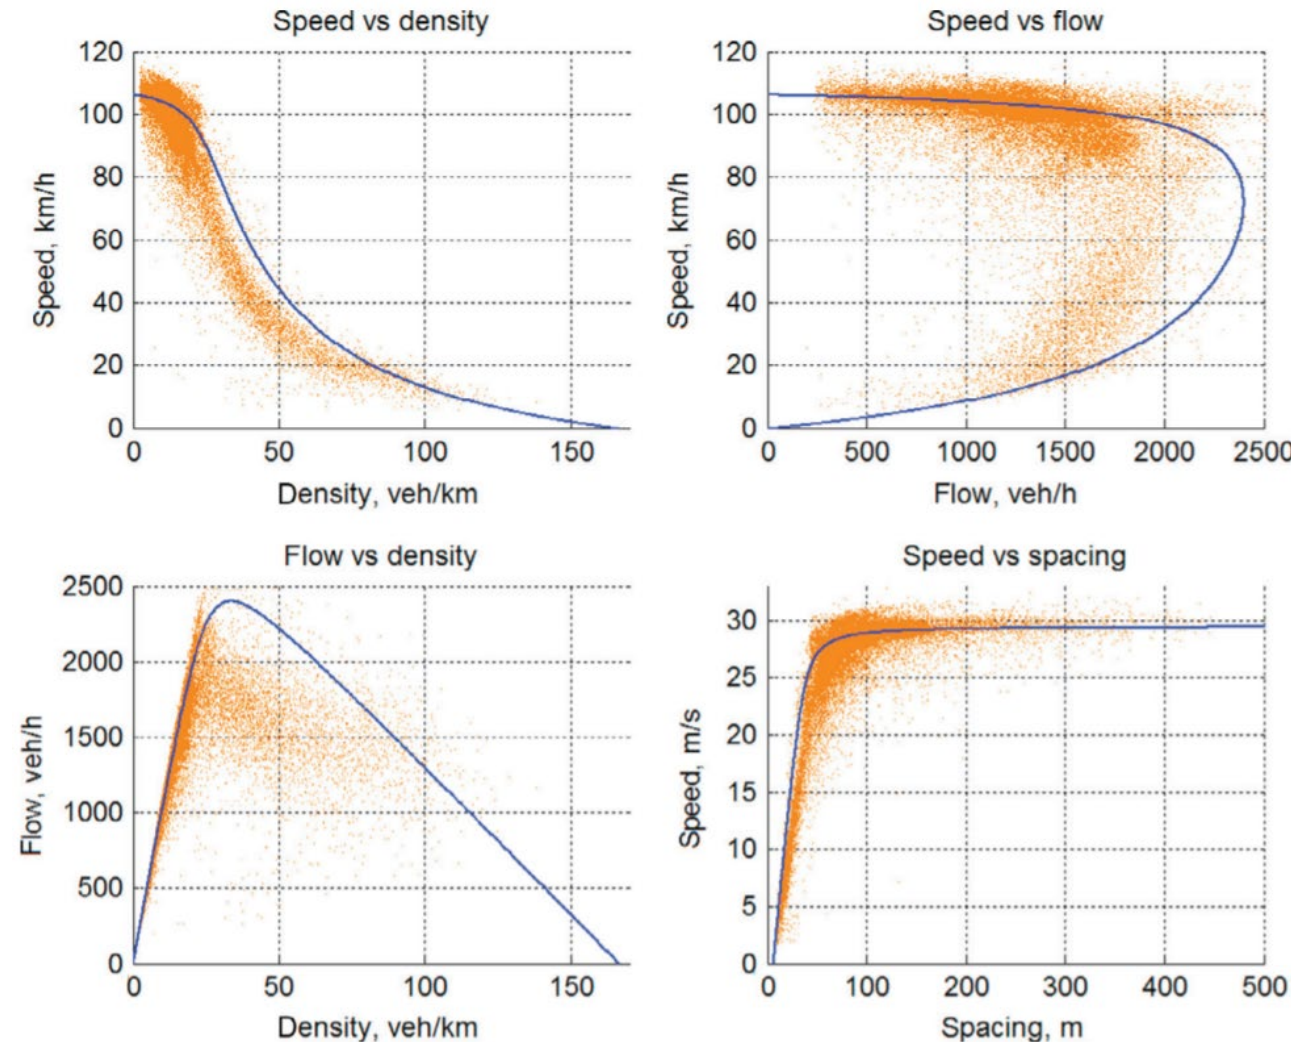 Speed vs density
120
100
80
60
40
20
0
Speed, km/h
0 50 100 150
Density, veh/km
Speed vs flow
120
100
80
60
40
20
0
Speed, km/h
0 500 1000 1500 2000 2500
Flow, veh/h
Flow vs density
2500
2000
1500
1000
500
0
Flow, veh/h
0 50 100 150
Density, veh/km
Speed vs spacing
30
25
20
15
10
5
0
Speed, m/s
0 100 200 300 400 500
Spacing, m